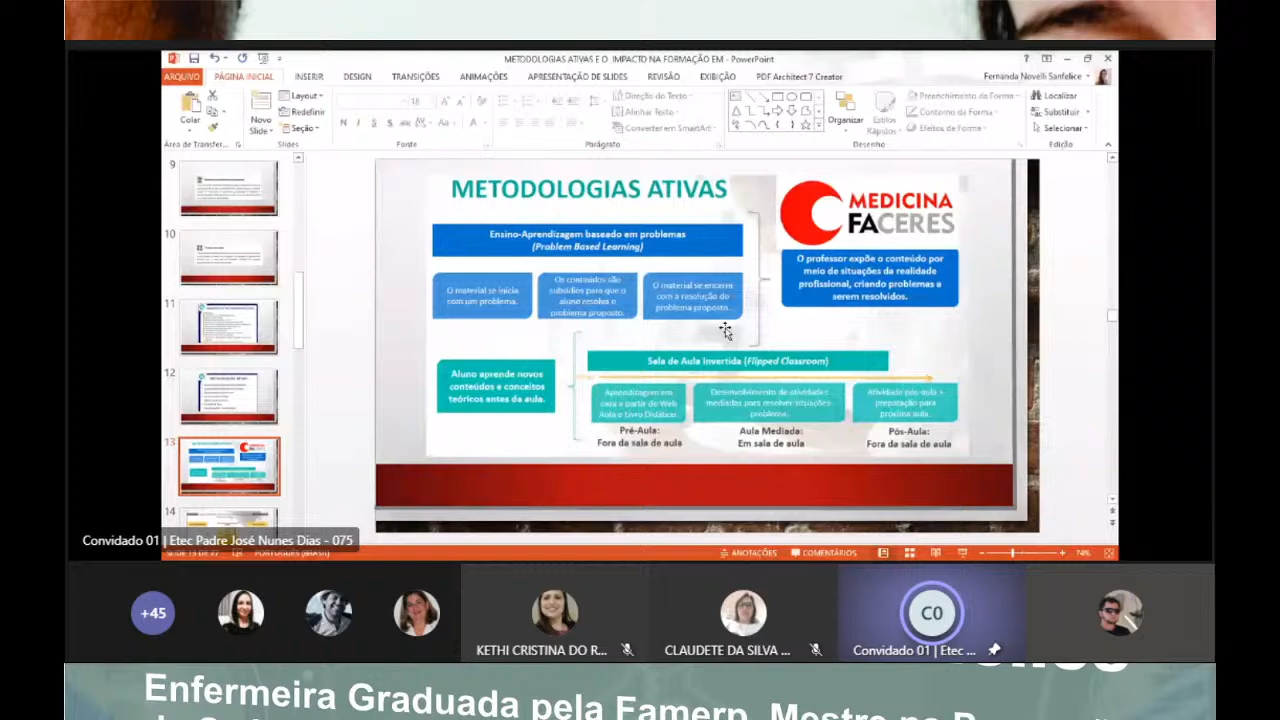 METODOLOGIAS ATIVAS E O IMPACTO NA FORMAÇÃO EM - PowerPoint
ARQUIVO PÁGINA INICIAL INSERIR DESIGN TRANSIÇÕES ANIMAÇÕES APRESENTAÇÃO DE SLIDES REVISÃO EXIBIÇÃO PDF Architect 7 Creator
Fernanda Novelli Sanfelice
Colar
Novo
Slide
Layout
Redefinir
Seção
18
Direção do Texto
Alinhar Texto
Converter em SmartArt
Organizar
Estilos
Rápidos
Preenchimento da Forma
Contorno da Forma
Efeitos de Forma
Localizar
Substituir
Selecionar
Área de Transfer...
Slides
Fonte
Parágrafo
Desenho
Edição
9
10
11
12
13
14
METODOLOGIAS ATIVAS
MEDICINA
FACERES
Ensino-Aprendizagem baseado em problemas
(Problem Based Learning)
O material se inicia
com um problema.
Os conteúdos são
subsídios para que o
aluno resolva o
problema proposto.
O material se encerra
com a resolução do
problema proposto.
O professor expõe o conteúdo por
meio de situações da realidade
profissional, criando problemas a
serem resolvidos.
Aluno aprende novos
conteúdos e conceitos
teóricos antes da aula.
Sala de Aula Invertida (Flipped Classroom)
Aprendizagem em
casa a partir de Web
Aula e Livro Didático.
Desenvolvimento de atividades
mediadas para resolver situações
problema.
Atividade pós-aula +
preparação para
próxima aula.
Pré-Aula:
Fora da sala de aula
Aula Mediada:
Em sala de aula
Pós-Aula:
Fora da sala de aula
Convidado 01 | Etec Padre José Nunes Dias - 075
SLIDE 13 DE 27
PORTUGUÊS (BRASIL)
ANOTAÇÕES
COMENTÁRIOS
74%
+45
KETHI CRISTINA DO R...
CLAUDETE DA SILVA ...
C0
Convidado 01 | Etec ...
Enfermeira Graduada pela Famerp, Mestre na